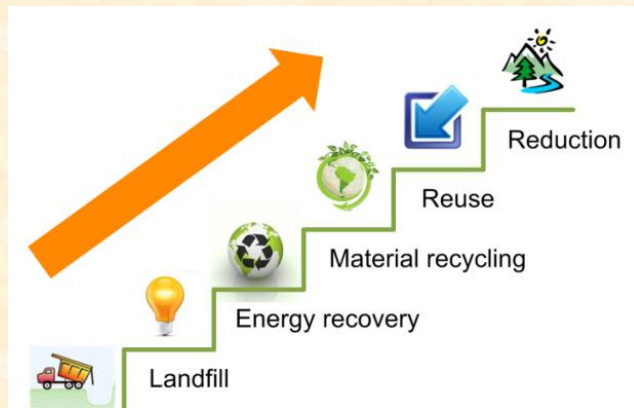 Reduction
Reuse
Material recycling
Energy recovery
Landfill